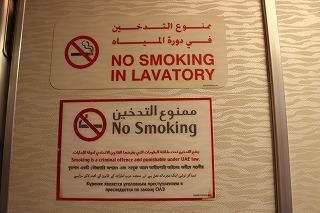 ممنوع التدخين
في دورة المياه
NO SMOKING
IN LAVATORY
ممنوع التدخين
No Smoking
Smoking is a criminal offence and punishable under UAE law.
Курение является уголовным преступлением и
преследуется по закону ОАЭ